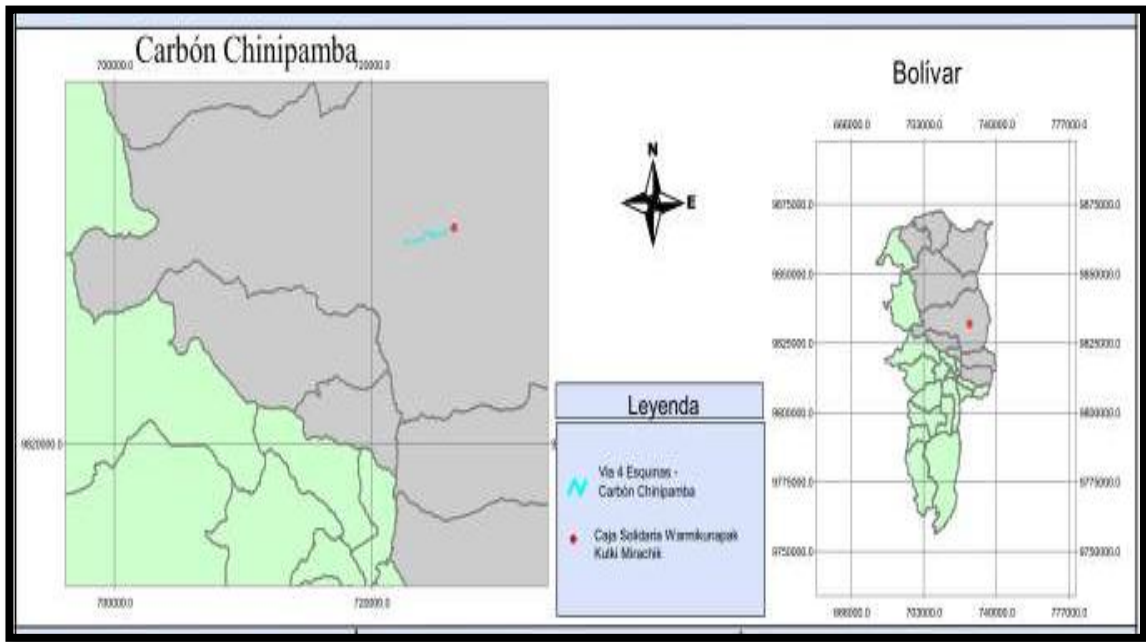 Carbón Chinipamba
700000.0 720000.0
9820000.0
700000.0 720000.0
N
E
Leyenda
Via 4 Esquinas -
Carbón Chinipamba
Caja Solidaria Warmikunapak
Kulki Mirachik
Bolívar
666000.0 703000.0 740000.0 777000.0
9875000.0 9875000.0
9850000.0 9850000.0
9825000.0 9825000.0
9800000.0 9800000.0
9775000.0 9775000.0
9750000.0 9750000.0
666000.0 703000.0 740000.0 777000.0